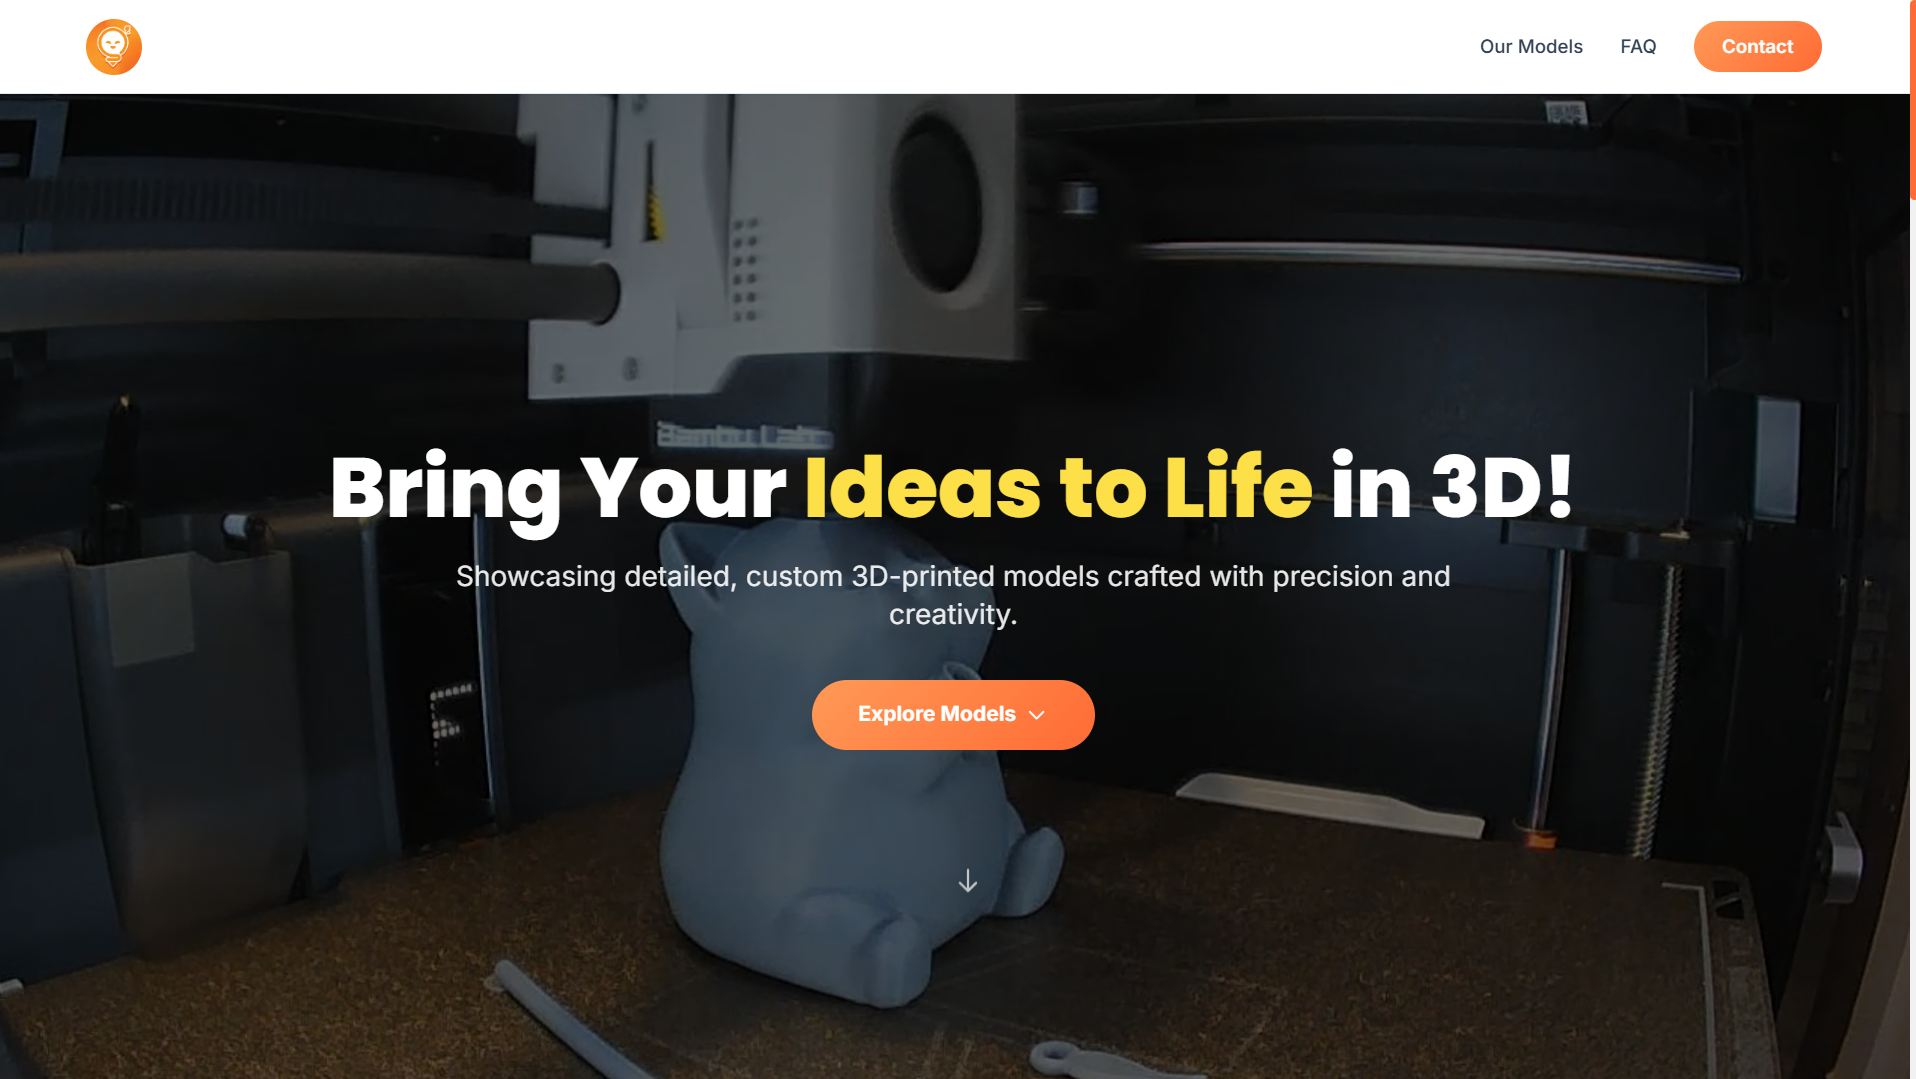 Our Models
FAQ
Contact
Bambu Lab
Bring Your Ideas to Life in 3D!
Showcasing detailed, custom 3D-printed models crafted with precision and
creativity.
Explore Models